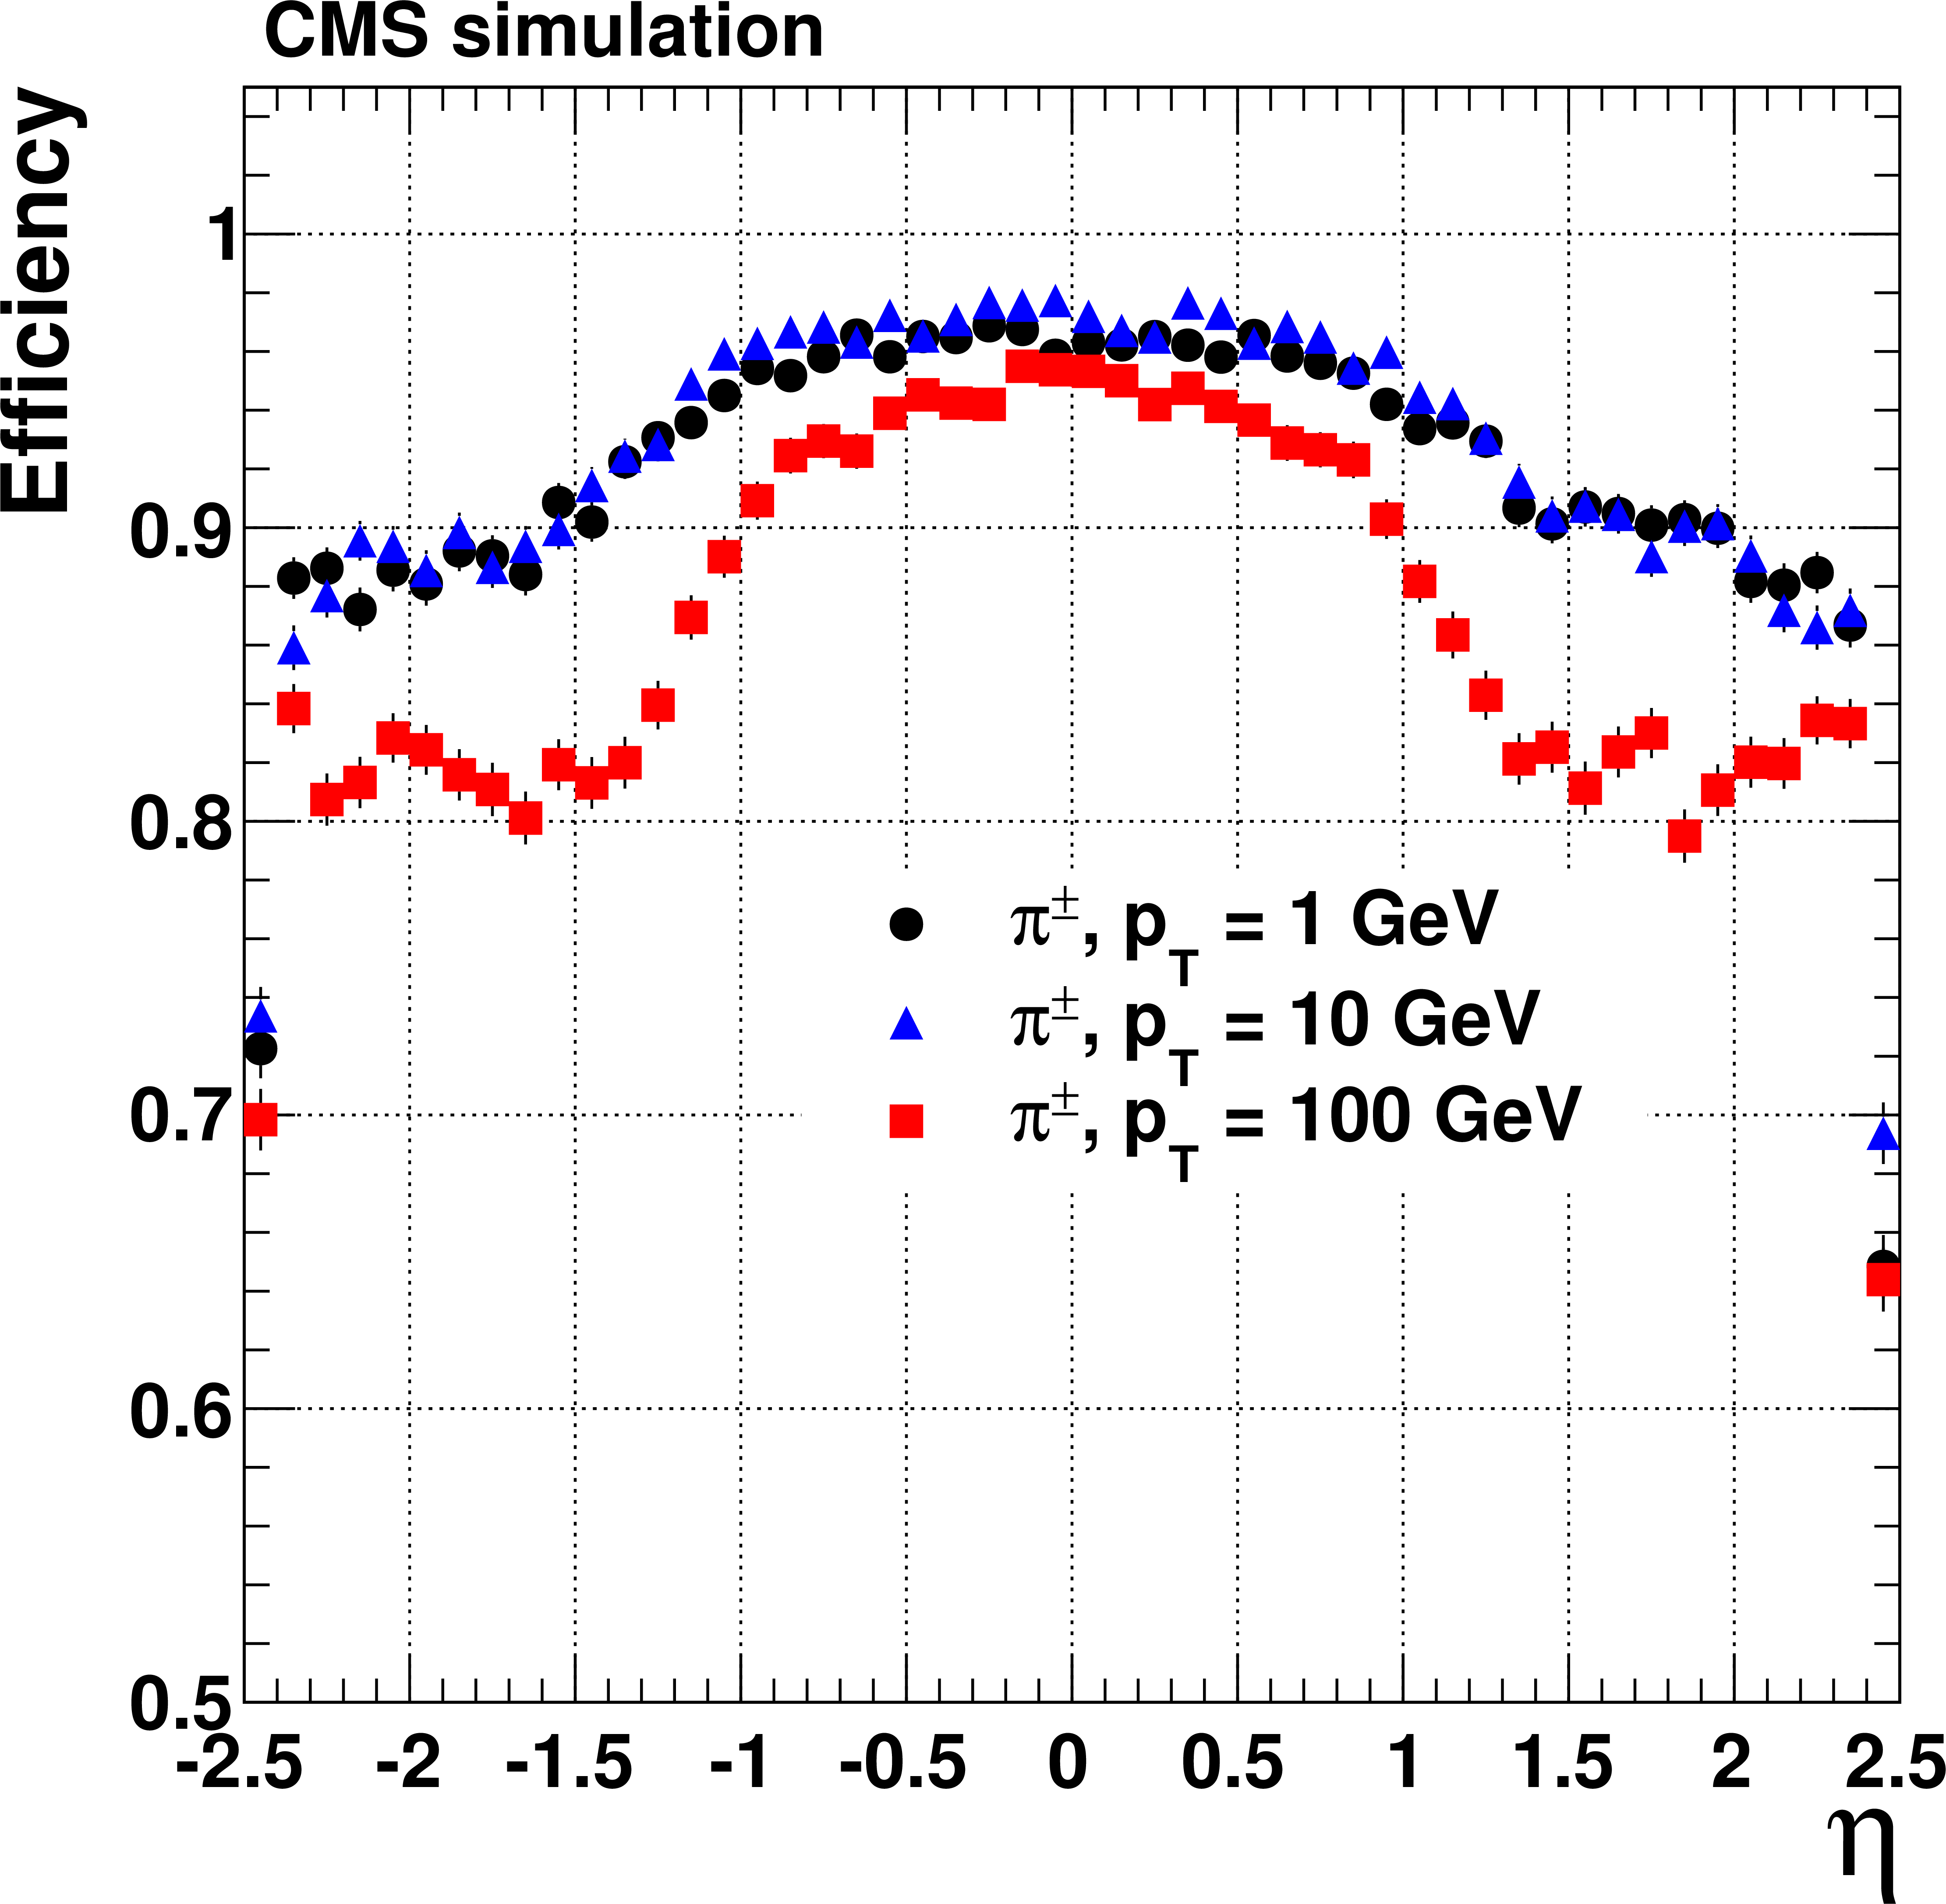 CMS simulation
Efficiency
1
0.9
0.8
0.7
0.6
0.5
π±, pT = 1 GeV
π±, pT = 10 GeV
π±, pT = 100 GeV
-2.5 -2 -1.5 -1 -0.5 0 0.5 1 1.5 2 2.5
η